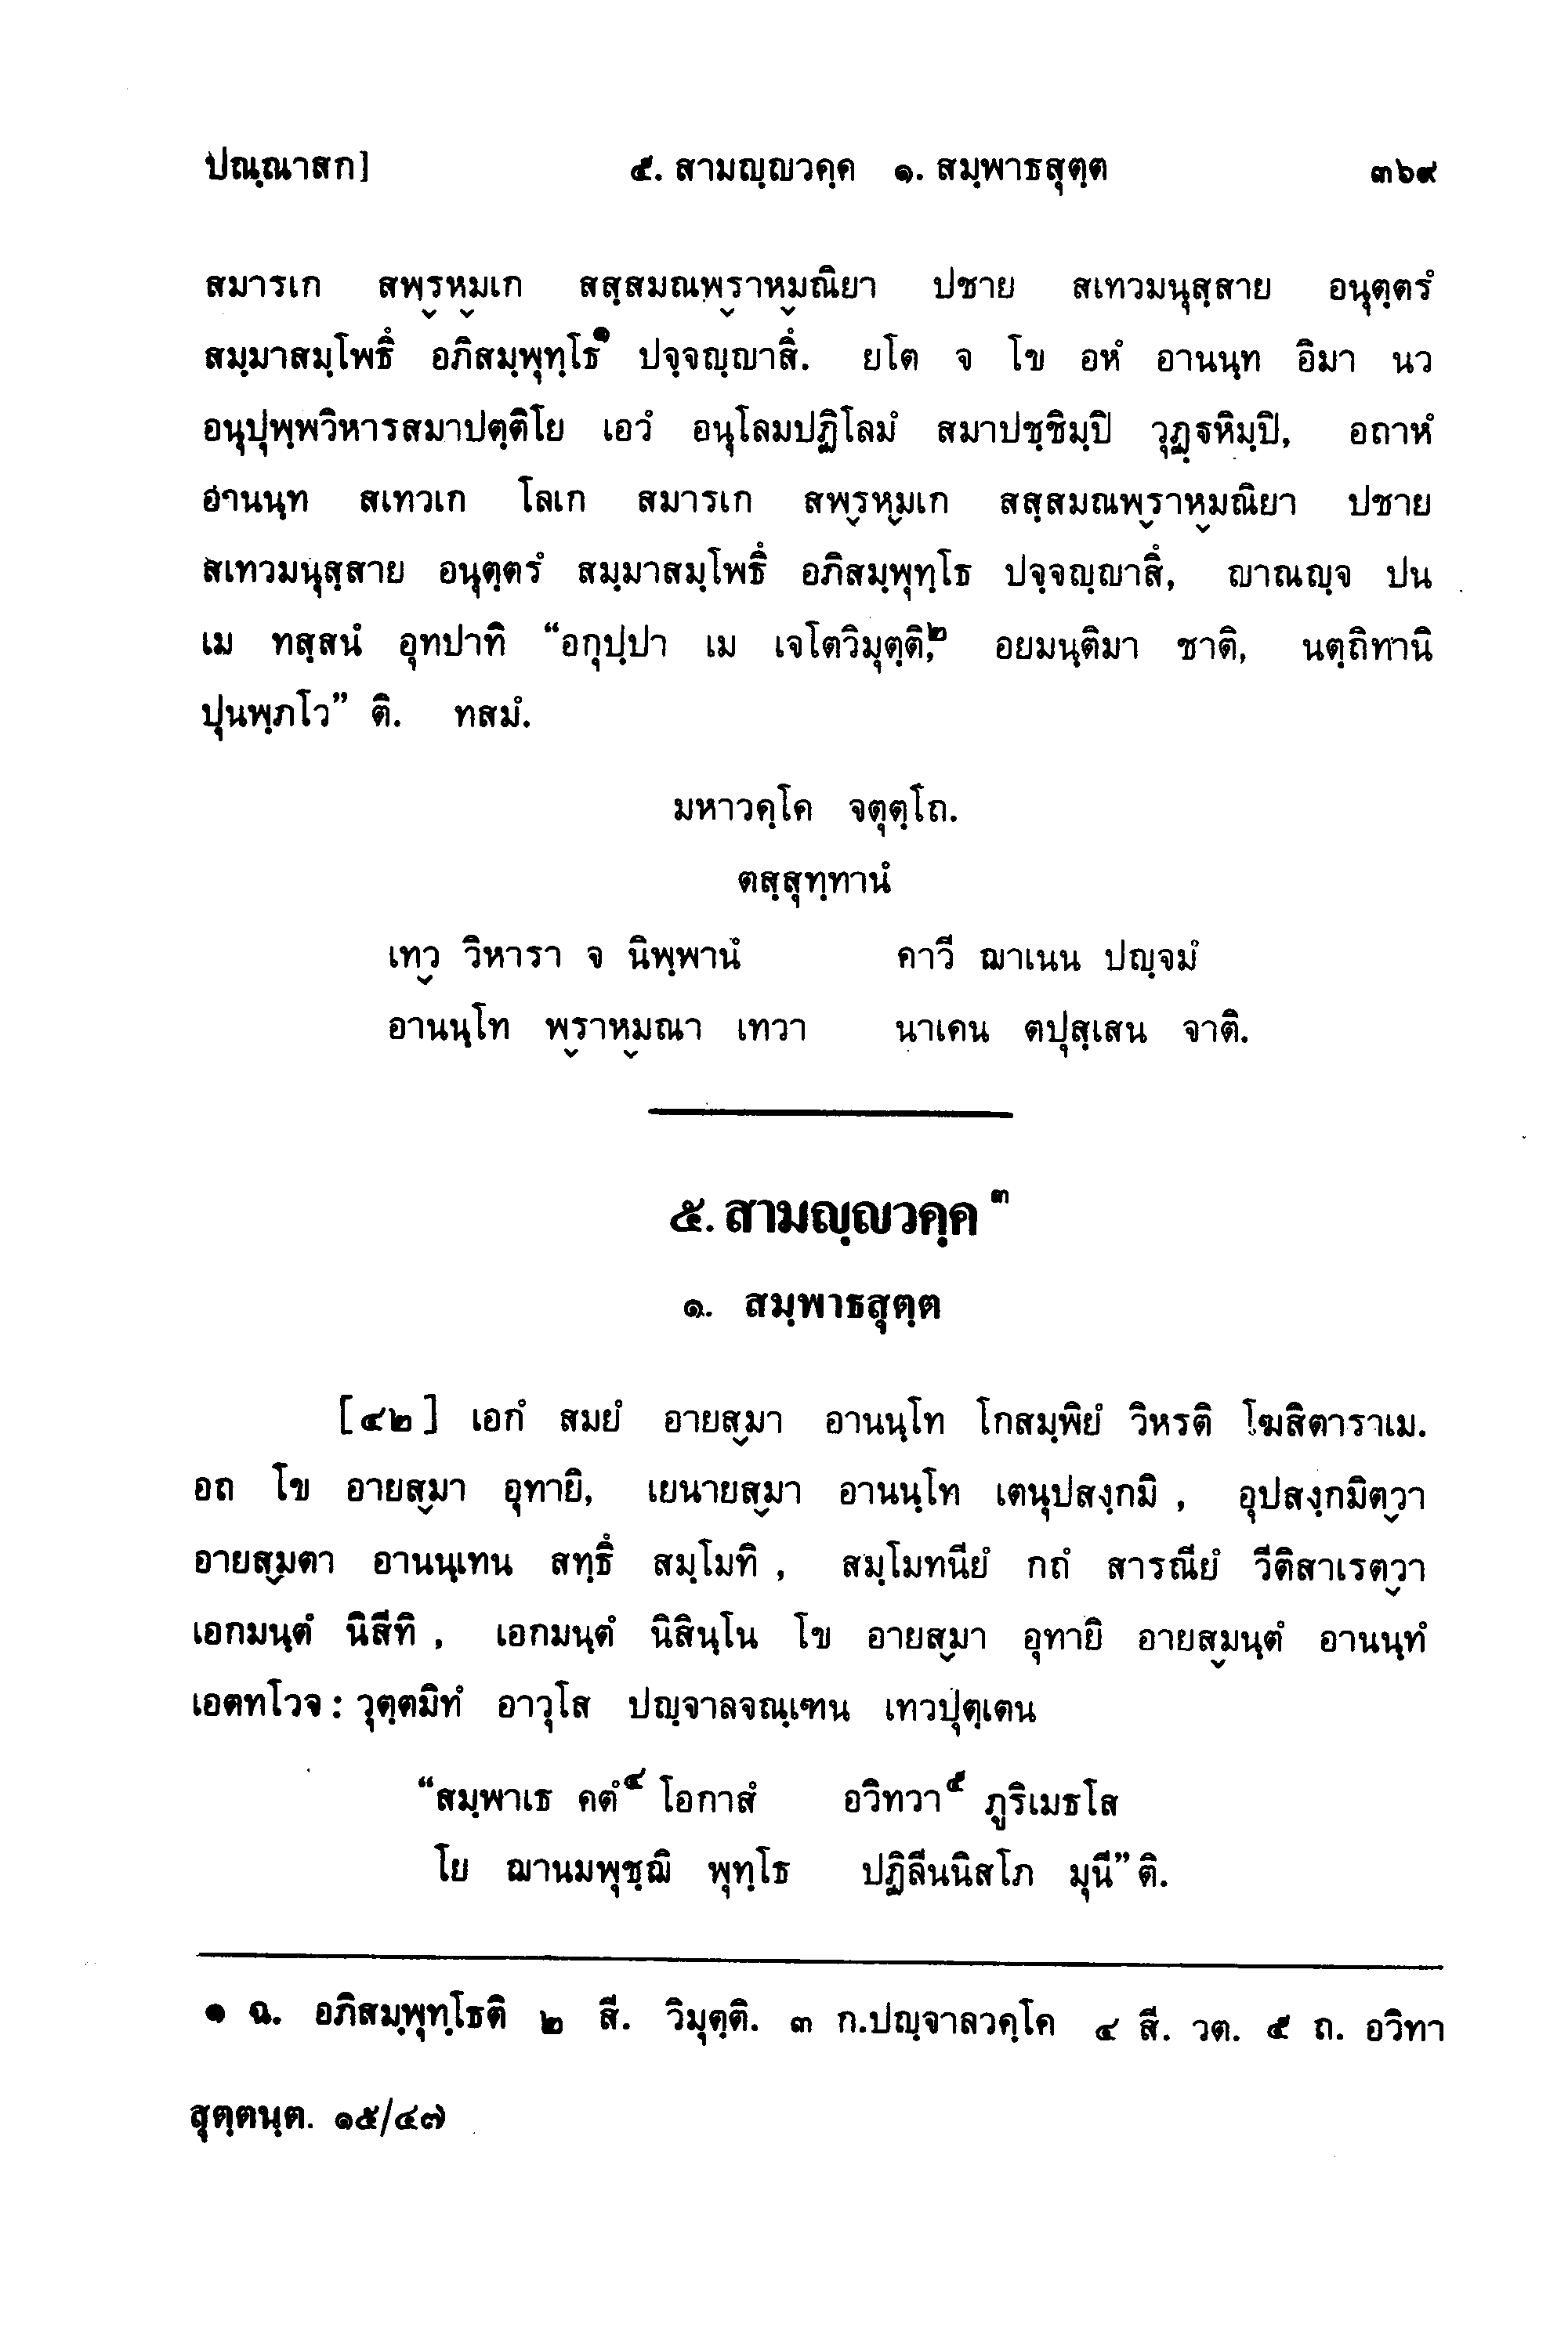 ปณฺณาสก] ๕. สามญฺญวคฺค ๑. สมฺพาธสุตฺต ๓๖๙
สมารเก สพฺรหฺมเก สสฺสมณพฺราหฺมณิยา ปชาย สเทวมนุสฺสาย อนุตฺตรํ
สมฺมาสมฺโพธึ อภิสมฺพุทฺโธ๑ ปจฺจญฺญาสึ. ยโต จ โข อหํ อานนฺท อิมา นว
อนุปุพฺพวิหารสมาปตฺติโย เอวํ อนุโลมปฏิโลมํ สมาปชฺชิมฺปิ วุฏฺฐหิมฺปิ, อถาหํ
อานนฺท สเทวเก โลเก สมารเก สพฺรหฺมเก สสฺสมณพฺราหฺมณิยา ปชาย
สเทวมนุสฺสาย อนุตฺตรํ สมฺมาสมฺโพธึ อภิสมฺพุทฺโธ ปจฺจญฺญาสึ, ญาณญฺจ ปน
เม ทสฺสนํ อุทปาทิ “อกุปฺปา เม เจโตวิมุตฺติ,๒ อยมนฺติมา ชาติ, นตฺถิทานิ
ปุนพฺภโว” ติ. ทสมํ.
มหาวคฺโค จตุตฺโถ.
ตสฺสุทฺทานํ
เทฺว วิหารา จ นิพฺพานํ คาวี ฌาเนน ปญฺจมํ
อานนฺโท พฺราหฺมณา เทวา นาเคน ตปุสฺเสน จาติ.
๕. สามญฺญวคฺค ๓
๑. สมฺพาธสุตฺต
[๔๒] เอกํ สมยํ อายสฺมา อานนฺโท โกสมฺพิยํ วิหรติ โฆสิตาราเม.
อถ โข อายสฺมา อุทายิ, เยนายสฺมา อานนฺโท เตนุปสงฺกมิ , อุปสงฺกมิตฺวา
อายสฺมตา อานนฺเทน สทฺธึ สมฺโมทิ , สมฺโมทนียํ กถํ สารณียํ วีติสาเรตฺวา
เอกมนฺตํ นิสีทิ , เอกมนฺตํ นิสินฺโน โข อายสฺมา อุทายิ อายสฺมนฺตํ อานนฺทํ
เอตทโวจ : วุตฺตมิทํ อาวุโส ปญฺจาลจณฺเฑน เทวปุตฺเตน
“สมฺพาเธ คตํ๔ โอกาสํ อวิทวา๕ ภูริเมธโส
โย ฌานมพุชฺฌิ พุทฺโธ ปฏิลีนนิสโภ มุนี” ติ.
๑ ฉ. อภิสมฺพุทฺโธติ ๒ สี. วิมุตฺติ. ๓ ก.ปญฺจาลวคฺโค ๔ สี. วต. ๕ ถ. อวิทา
สุตฺตนฺต. ๑๕/๔๗